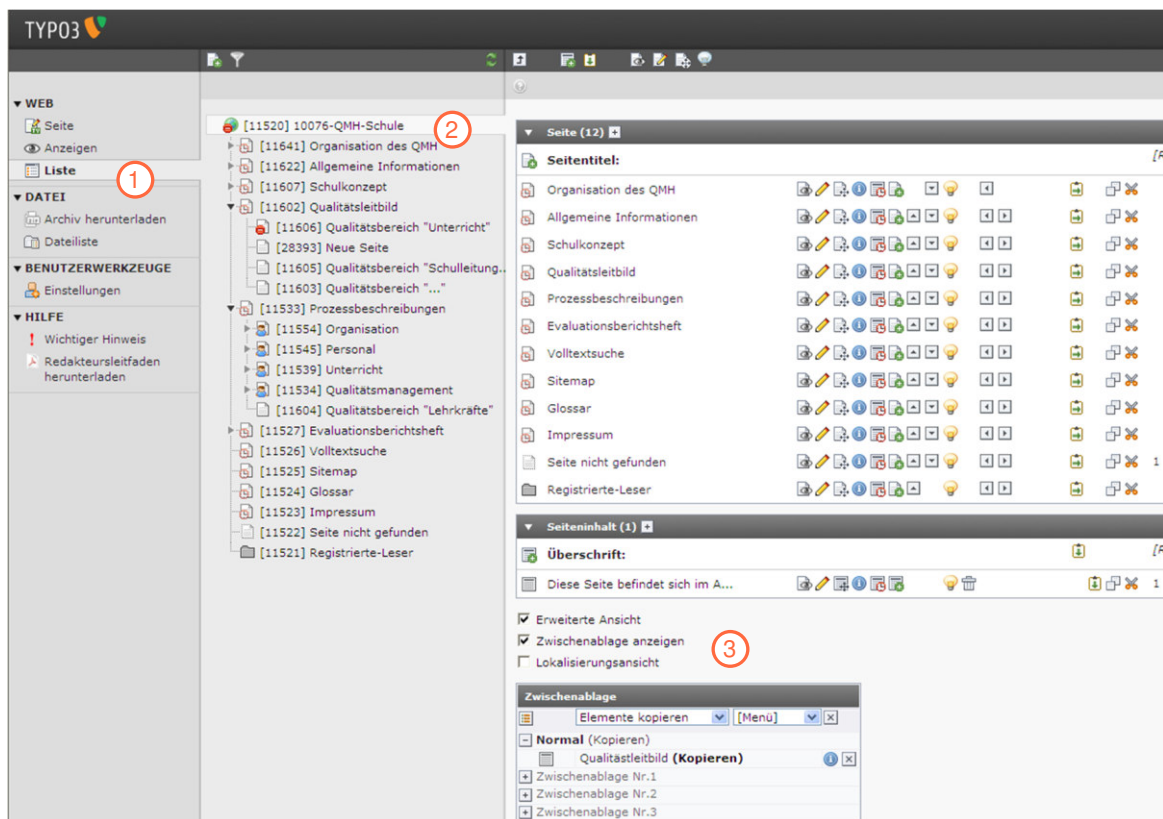 TYPO3
WEB
Seite
Anzeigen
Liste
1
DATEI
Archiv herunterladen
Dateiliste
BENUTZERWERKZEUGE
Einstellungen
HILFE
Wichtiger Hinweis
Redakteursleitfaden
herunterladen
[11520] 10076-QMH-Schule
2
[11641] Organisation des QMH
[11622] Allgemeine Informationen
[11607] Schulkonzept
[11602] Qualitätsleitbild
[11606] Qualitätsbereich "Unterricht"
[28393] Neue Seite
[11605] Qualitätsbereich "Schulleitung..
[11603] Qualitätsbereich "..."
[11533] Prozessbeschreibungen
[11554] Organisation
[11545] Personal
[11539] Unterricht
[11534] Qualitätsmanagement
[11604] Qualitätsbereich "Lehrkräfte"
[11527] Evaluationsberichtsheft
[11526] Volltextsuche
[11525] Sitemap
[11524] Glossar
[11523] Impressum
[11522] Seite nicht gefunden
[11521] Registrierte-Leser
Seite (12)
Seitentitel:
Organisation des QMH
Allgemeine Informationen
Schulkonzept
Qualitätsleitbild
Prozessbeschreibungen
Evaluationsberichtsheft
Volltextsuche
Sitemap
Glossar
Impressum
Seite nicht gefunden 1
Registrierte-Leser
Seiteninhalt (1)
Überschrift:
Diese Seite befindet sich im A... 1
Erweiterte Ansicht
Zwischenablage anzeigen
3
Lokalisierungsansicht
Zwischenablage
Elemente kopieren [Menü]
Normal (Kopieren)
Qualitästleitbild (Kopieren)
Zwischenablage Nr.1
Zwischenablage Nr.2
Zwischenablage Nr.3